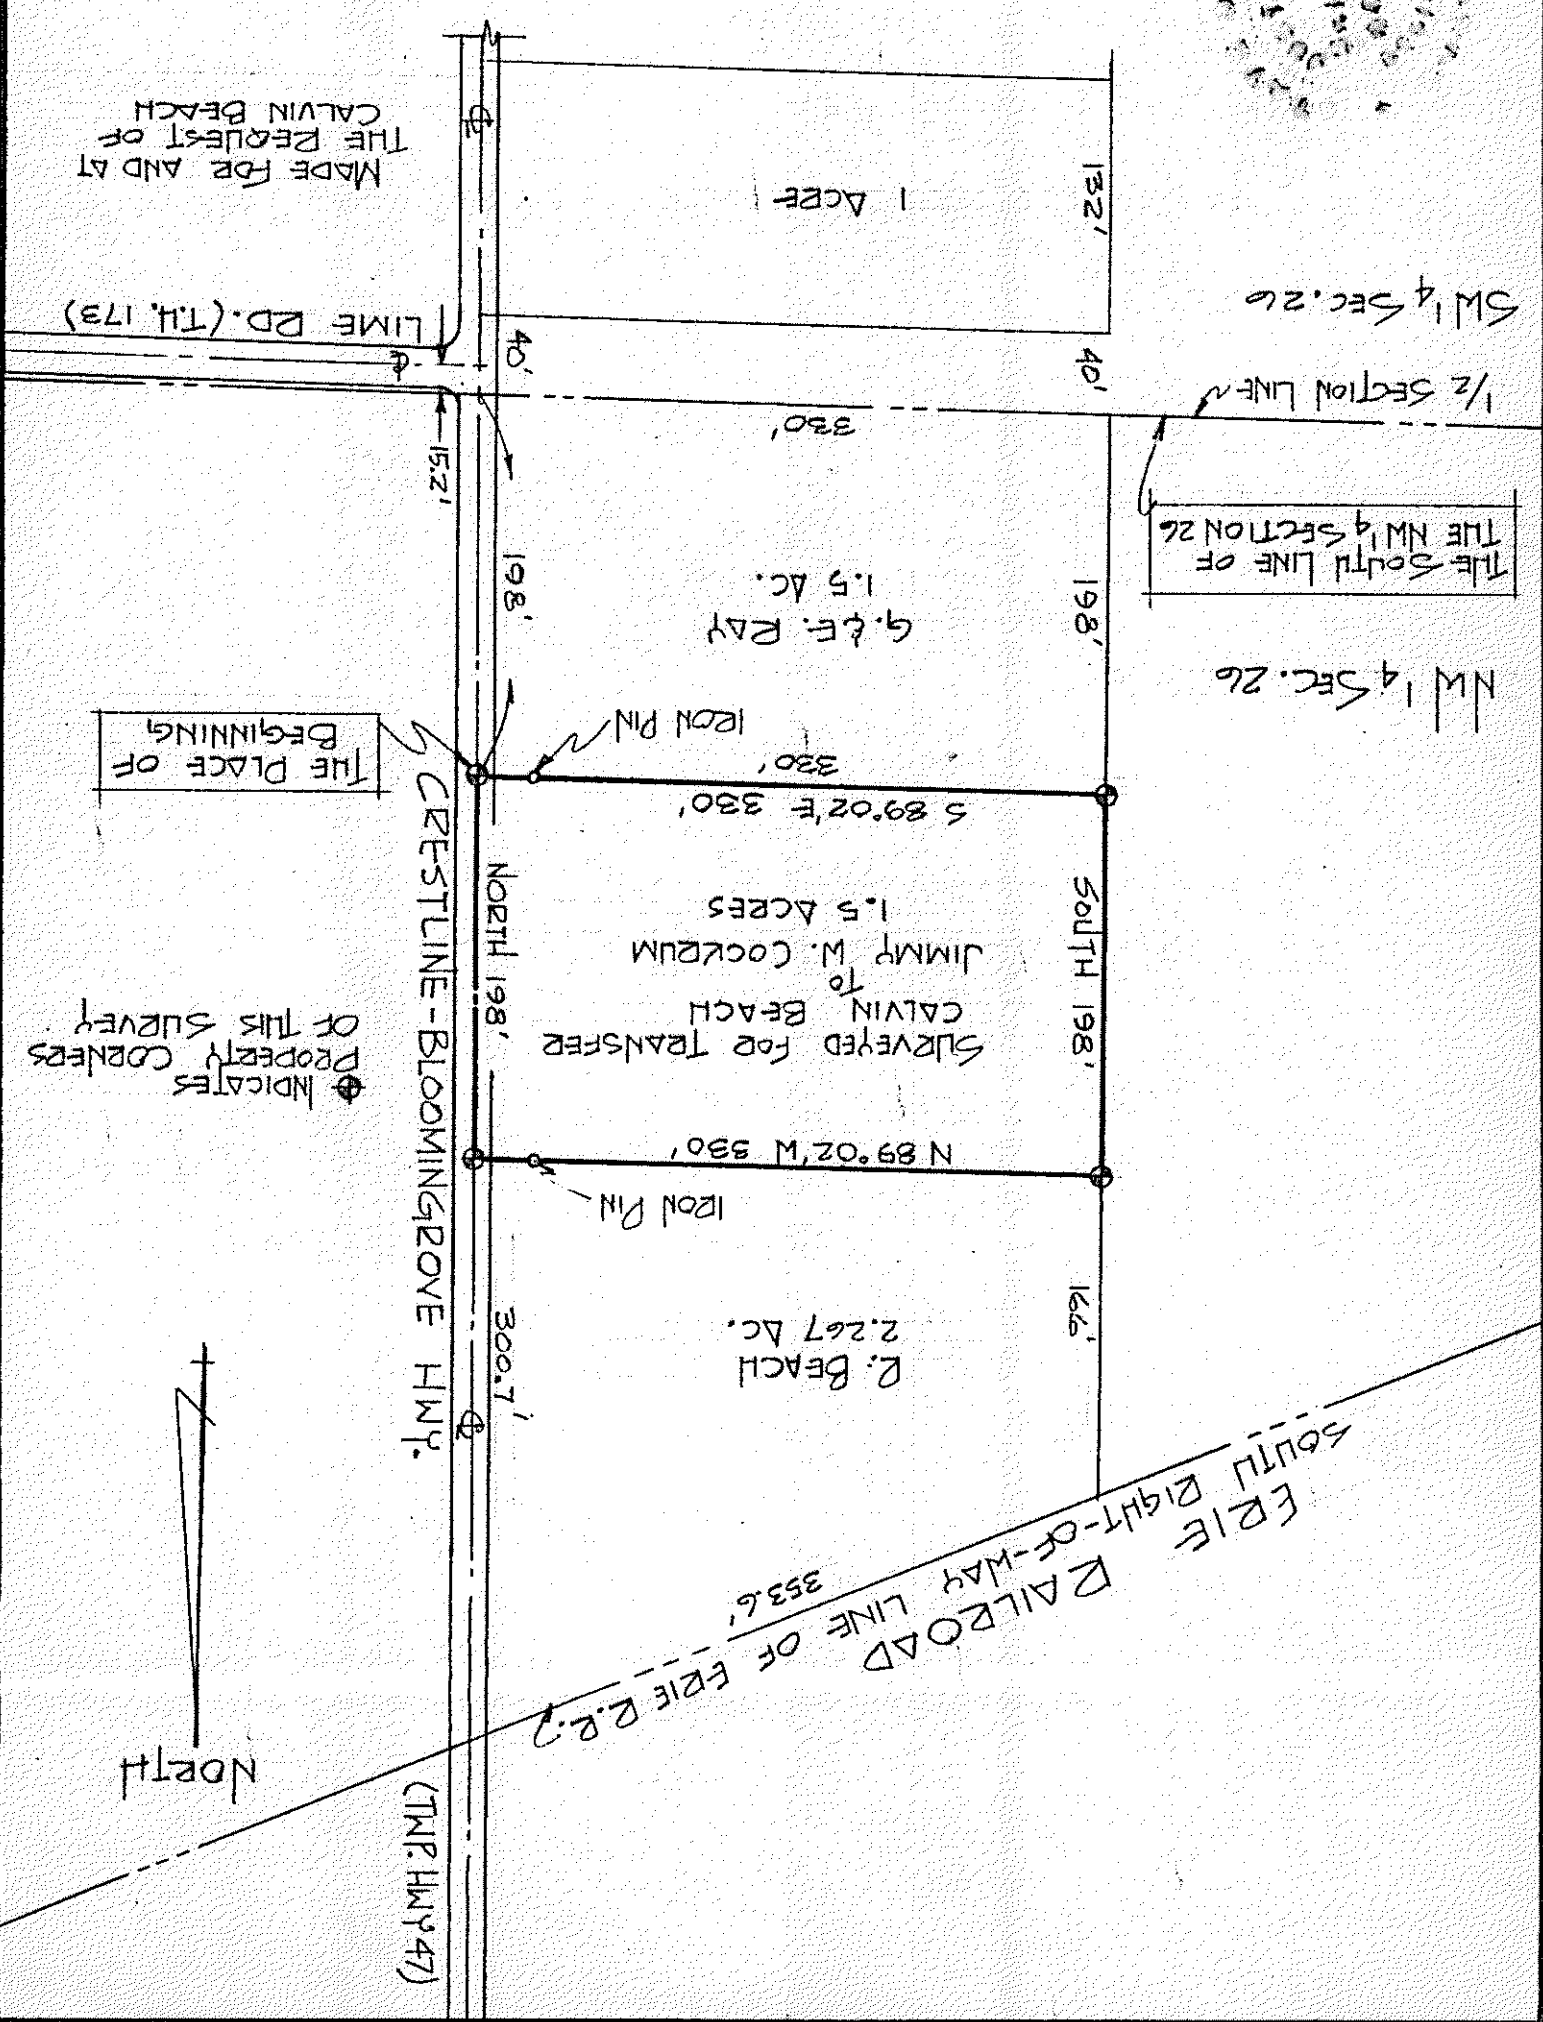 (TWP. HWY 47)
NORTH
ERIE RAILROAD
SOUTH RIGHT-OF-WAY LINE OF ERIE R.R.
353.6'
R. BEACH
2.267 AC.
166'
300.7'
℄
CRESTLINE-BLOOMINGROVE HWY.
IRON PIN
N 89°02'W 330'
INDICATES
PROPERTY CORNERS
OF THIS SURVEY
SURVEYED FOR TRANSFER
CALVIN BEACH
TO
JIMMY W. COCKRUM
1.5 ACRES
SOUTH 198'
NORTH 198'
S 89°02'E 330'
330'
IRON PIN
THE PLACE OF
BEGINNING
NW 1/4 SEC. 26
G. & E. RAY
1.5 AC.
198'
198'
THE SOUTH LINE OF
THE NW 1/4 SECTION 26
15.2'
330'
1/2 SECTION LINE
40'
40'
℄
LIME RD. (T.H. 173)
SW 1/4 SEC. 26
1 ACRE
132'
℄
MADE FOR AND AT
THE REQUEST OF
CALVIN BEACH